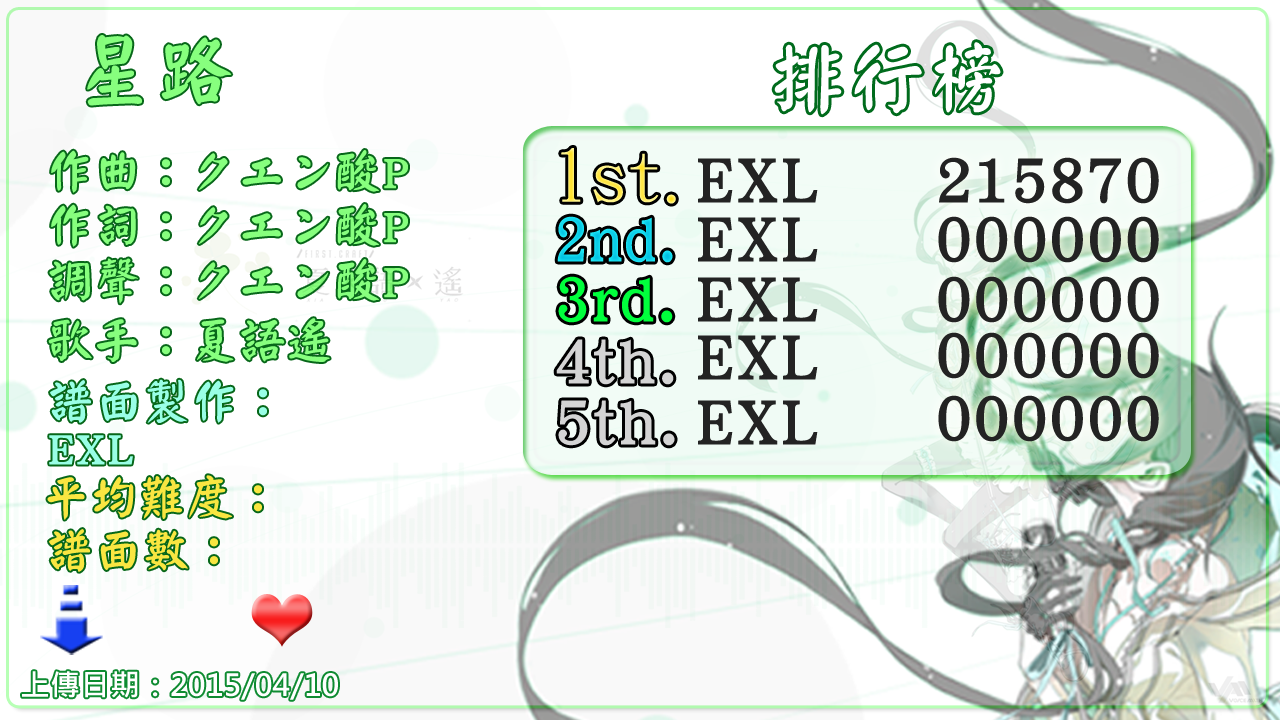 星路
作曲：クエン酸P
作詞：クエン酸P
調聲：クエン酸P
歌手：夏語遙
譜面製作：
EXL
平均難度：
譜面數：
上傳日期：2015/04/10
排行榜
1st. EXL 215870
2nd. EXL 000000
3rd. EXL 000000
4th. EXL 000000
5th. EXL 000000